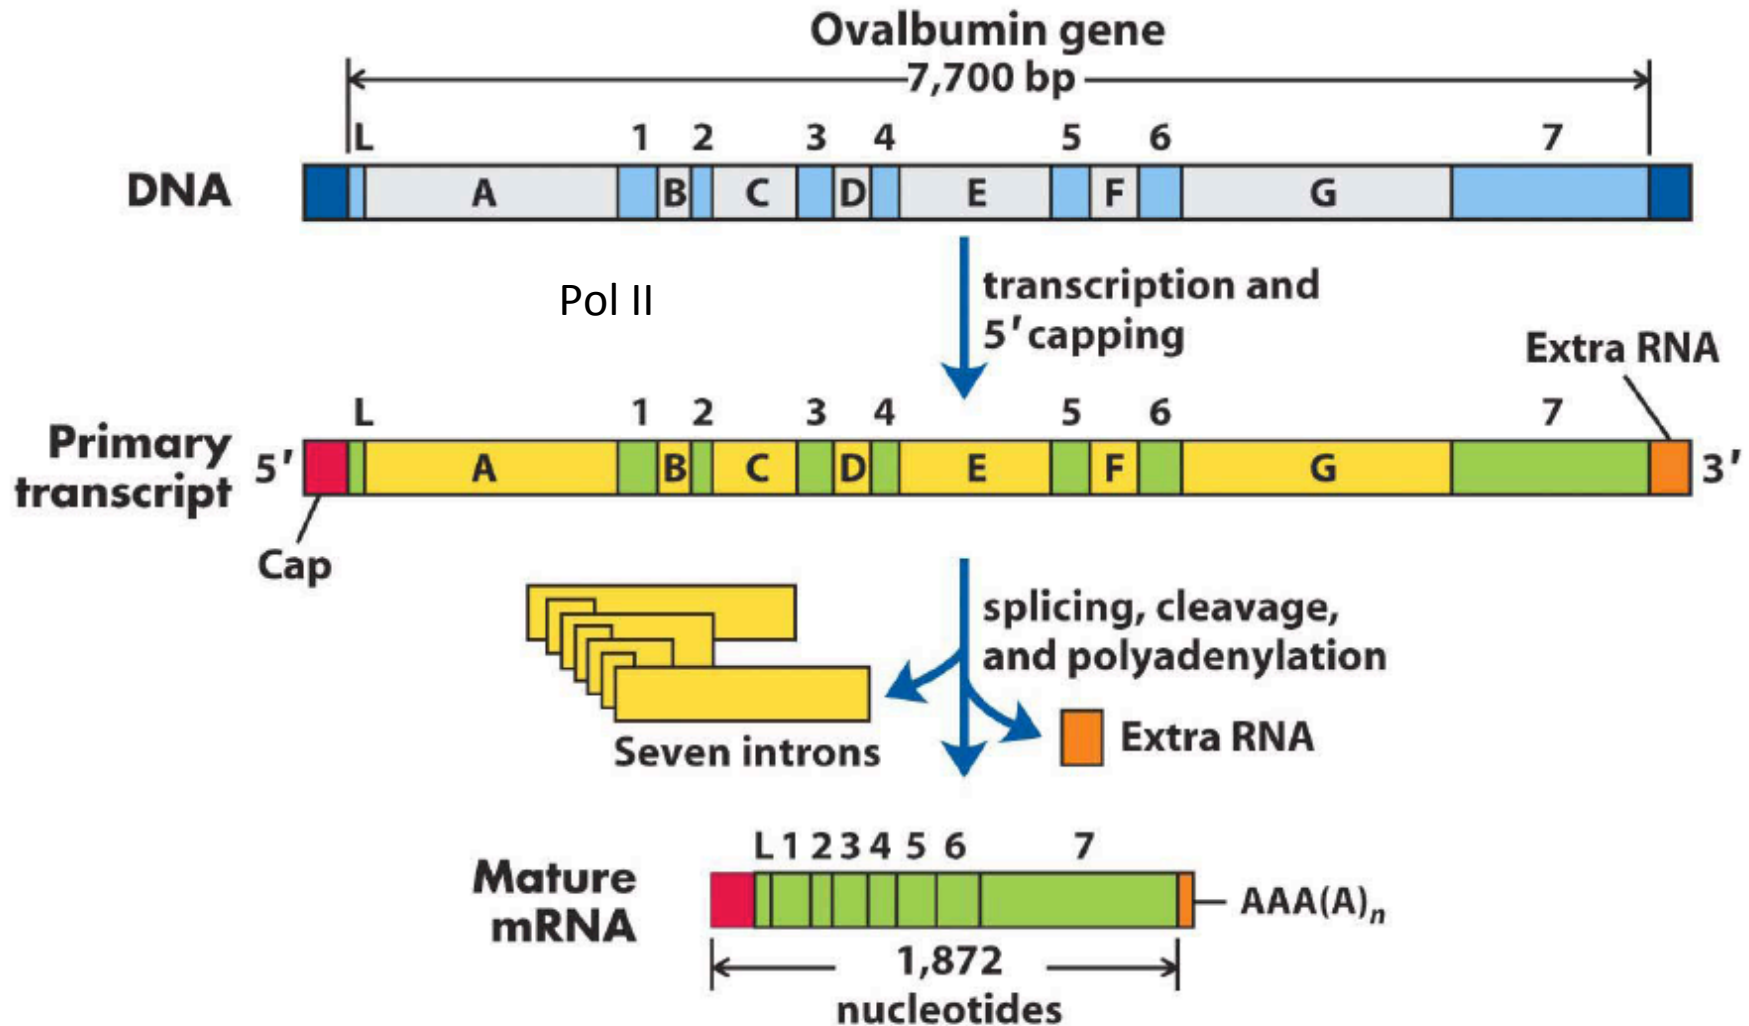 Ovalbumin gene
7,700 bp
L 1 2 3 4 5 6 7
DNA
A B C D E F G
Pol II
transcription and
5′ capping
Extra RNA
L 1 2 3 4 5 6 7
Primary
transcript
5′ A B C D E F G 3′
Cap
splicing, cleavage,
and polyadenylation
Seven introns
Extra RNA
L 1 2 3 4 5 6 7
Mature
mRNA
AAA(A)n
1,872
nucleotides